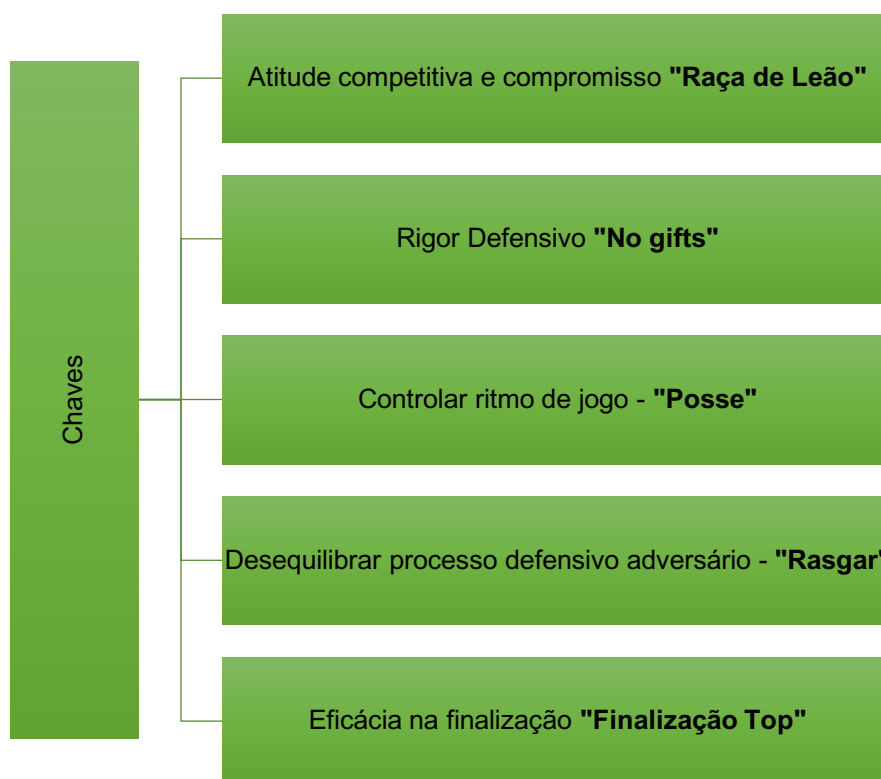 Chaves
Atitude competitiva e compromisso "Raça de Leão"
Rigor Defensivo "No gifts"
Controlar ritmo de jogo - "Posse"
Desequilibrar processo defensivo adversário - "Rasgar"
Eficácia na finalização "Finalização Top"